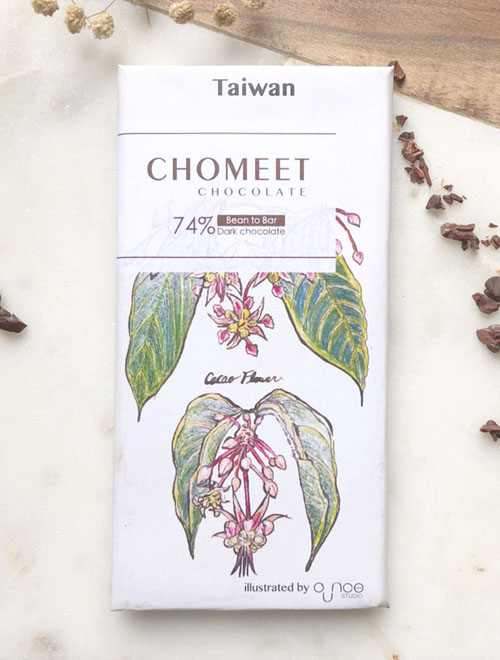 Taiwan
CHOMEET
CHOCOLATE
74% Bean to Bar
Dark chocolate
Cacao Flower
illustrated by ounce
STUDIO